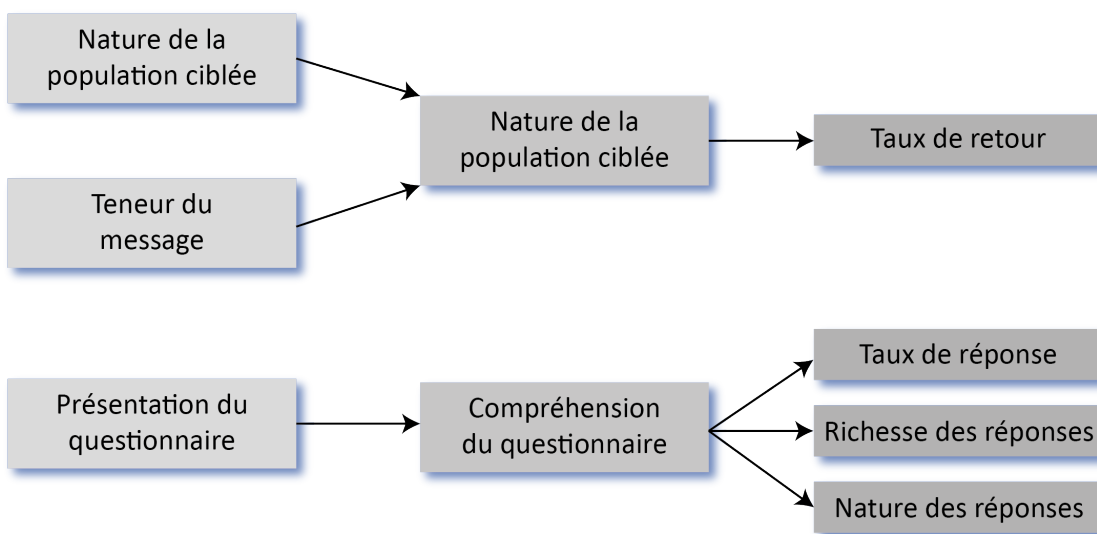 Nature de la
population ciblée
Teneur du
message
Nature de la
population ciblée
Taux de retour
Présentation du
questionnaire
Compréhension
du questionnaire
Taux de réponse
Richesse des réponses
Nature des réponses